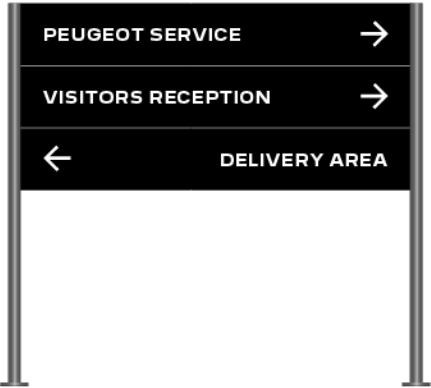 PEUGEOT SERVICE →
VISITORS RECEPTION →
← DELIVERY AREA